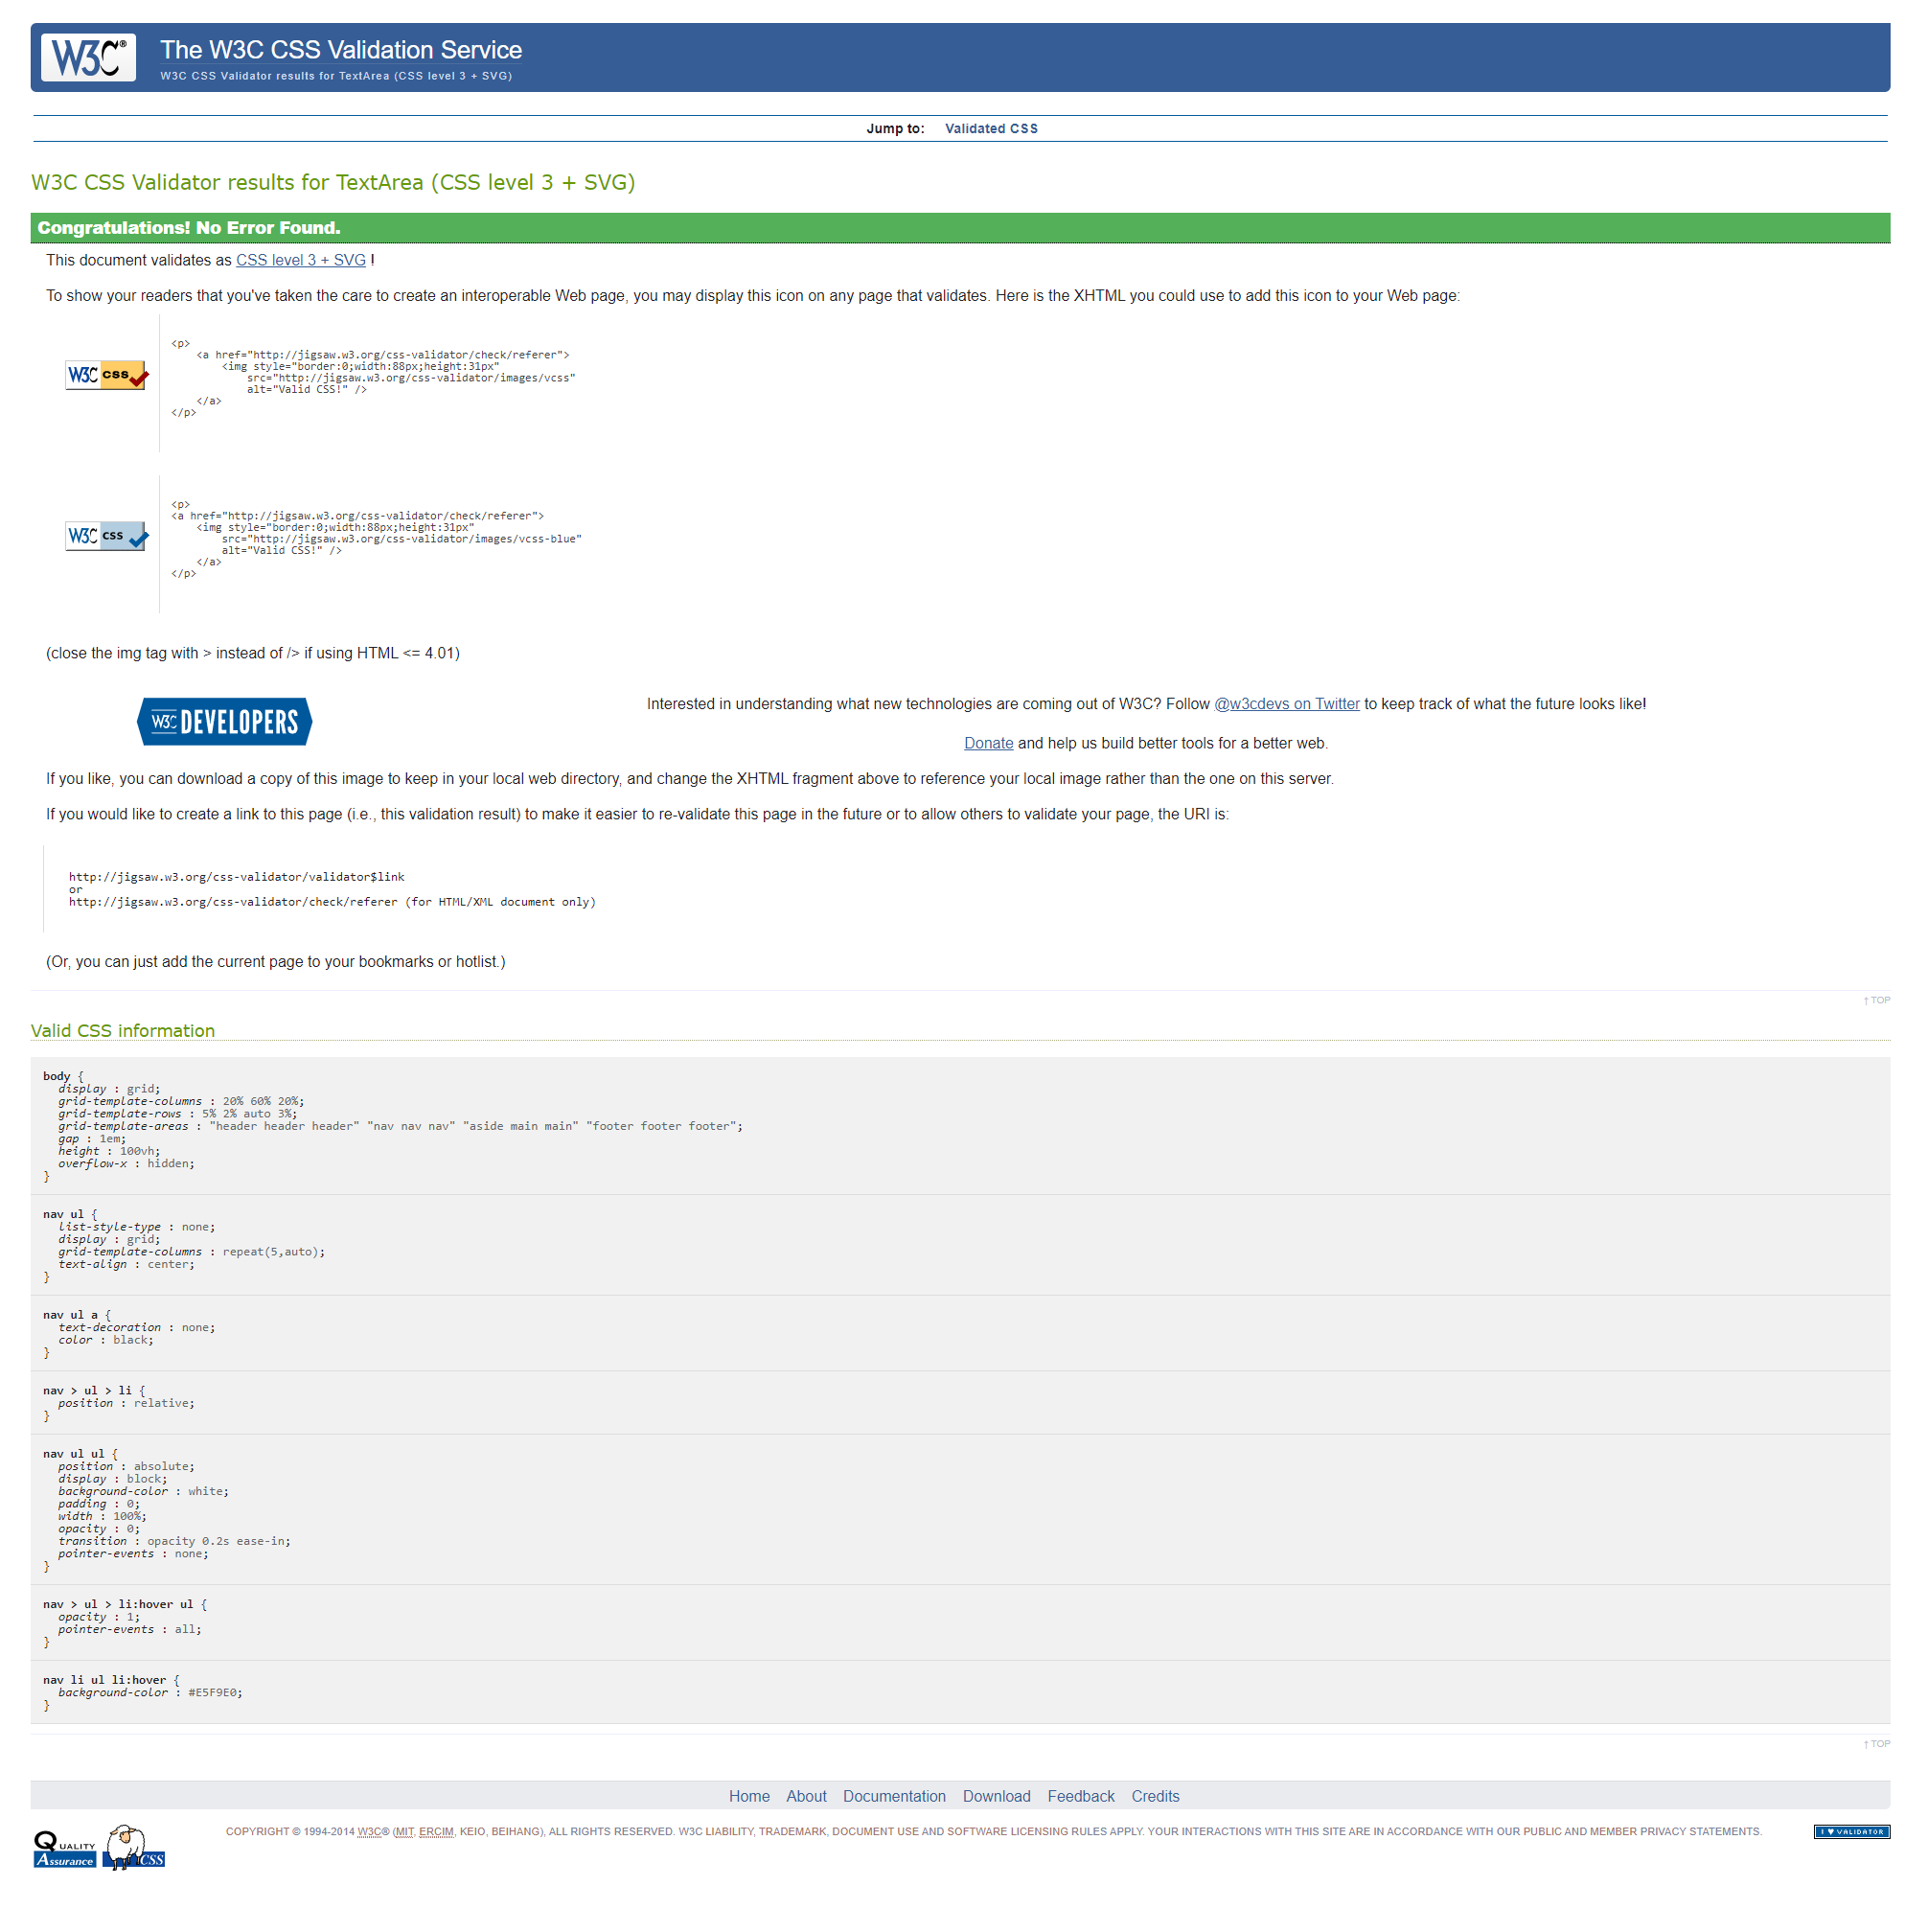 W3C®
The W3C CSS Validation Service
W3C CSS Validator results for TextArea (CSS level 3 + SVG)
Jump to: Validated CSS
W3C CSS Validator results for TextArea (CSS level 3 + SVG)
Congratulations! No Error Found.
This document validates as CSS level 3 + SVG !
To show your readers that you've taken the care to create an interoperable Web page, you may display this icon on any page that validates. Here is the XHTML you could use to add this icon to your Web page:
W3C css
<p>
<a href="http://jigsaw.w3.org/css-validator/check/referer">
<img style="border:0;width:88px;height:31px"
src="http://jigsaw.w3.org/css-validator/images/vcss"
alt="Valid CSS!" />
</a>
</p>
W3C css
<p>
<a href="http://jigsaw.w3.org/css-validator/check/referer">
<img style="border:0;width:88px;height:31px"
src="http://jigsaw.w3.org/css-validator/images/vcss-blue"
alt="Valid CSS!" />
</a>
</p>
(close the img tag with > instead of /> if using HTML <= 4.01)
W3C DEVELOPERS
Interested in understanding what new technologies are coming out of W3C? Follow @w3cdevs on Twitter to keep track of what the future looks like!
Donate and help us build better tools for a better web.
If you like, you can download a copy of this image to keep in your local web directory, and change the XHTML fragment above to reference your local image rather than the one on this server.
If you would like to create a link to this page (i.e., this validation result) to make it easier to re-validate this page in the future or to allow others to validate your page, the URI is:
http://jigsaw.w3.org/css-validator/validator$link
or
http://jigsaw.w3.org/css-validator/check/referer (for HTML/XML document only)
(Or, you can just add the current page to your bookmarks or hotlist.)
↑ TOP
Valid CSS information
body {
display : grid;
grid-template-columns : 20% 60% 20%;
grid-template-rows : 5% 2% auto 3%;
grid-template-areas : "header header header" "nav nav nav" "aside main main" "footer footer footer";
gap : 1em;
height : 100vh;
overflow-x : hidden;
}
nav ul {
list-style-type : none;
display : grid;
grid-template-columns : repeat(5,auto);
text-align : center;
}
nav ul a {
text-decoration : none;
color : black;
}
nav > ul > li {
position : relative;
}
nav ul ul {
position : absolute;
display : block;
background-color : white;
padding : 0;
width : 100%;
opacity : 0;
transition : opacity 0.2s ease-in;
pointer-events : none;
}
nav > ul > li:hover ul {
opacity : 1;
pointer-events : all;
}
nav li ul li:hover {
background-color : #E5F9E0;
}
↑ TOP
Home About Documentation Download Feedback Credits
Quality Assurance
CSS
COPYRIGHT © 1994-2014 W3C® (MIT, ERCIM, KEIO, BEIHANG), ALL RIGHTS RESERVED. W3C LIABILITY, TRADEMARK, DOCUMENT USE AND SOFTWARE LICENSING RULES APPLY. YOUR INTERACTIONS WITH THIS SITE ARE IN ACCORDANCE WITH OUR PUBLIC AND MEMBER PRIVACY STATEMENTS.
I ♥ VALIDATOR